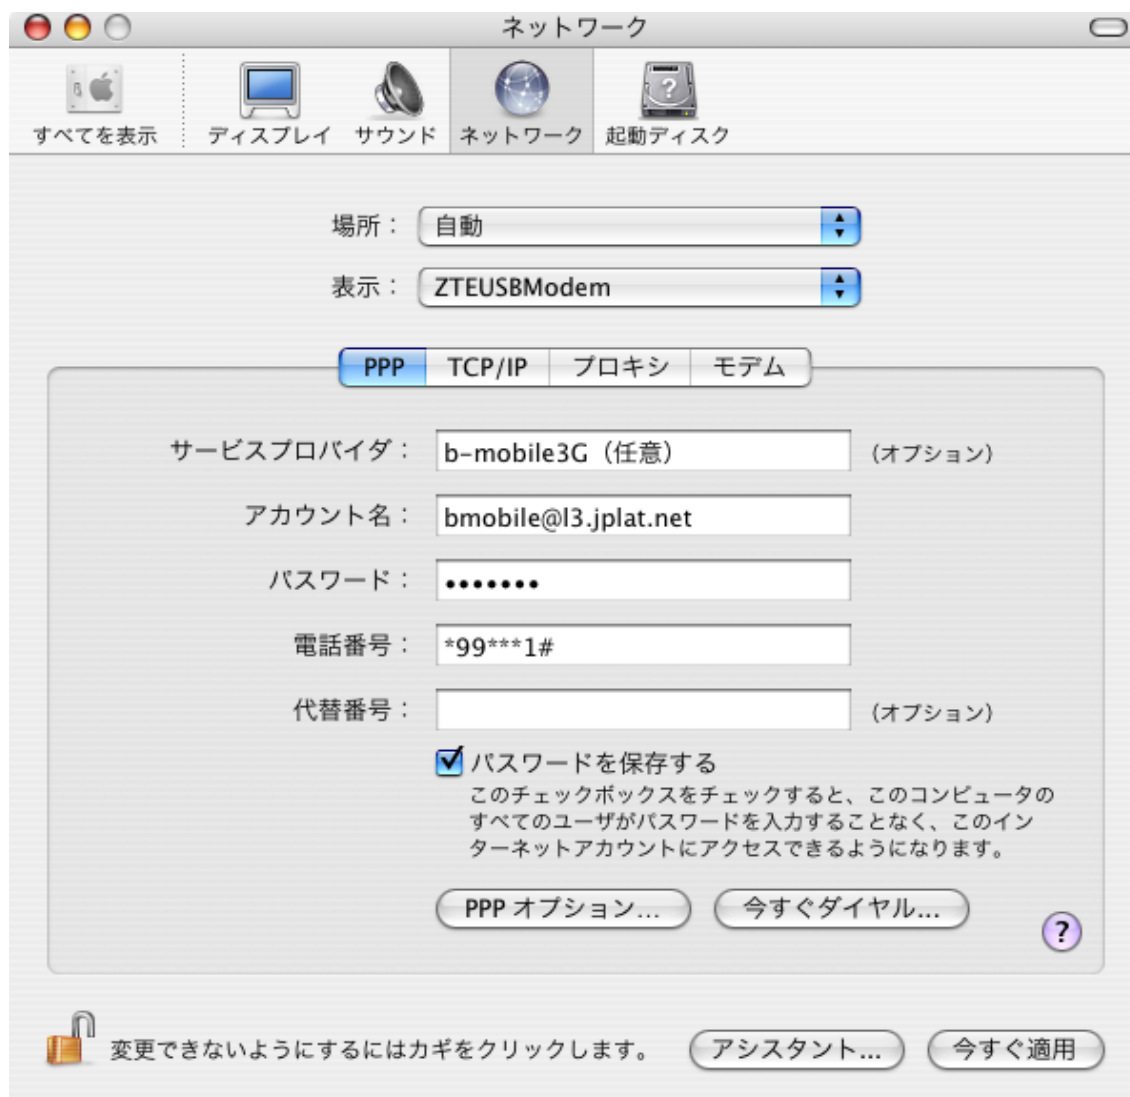 ネットワーク
すべてを表示
ディスプレイ
サウンド
ネットワーク
起動ディスク
場所：
自動
表示：
ZTEUSBModem
PPP
TCP/IP
プロキシ
モデム
サービスプロバイダ：
b-mobile3G（任意）
（オプション）
アカウント名：
bmobile@l3.jplat.net
パスワード：
•••••••
電話番号：
*99***1#
代替番号：
（オプション）
パスワードを保存する
このチェックボックスをチェックすると、このコンピュータの
すべてのユーザがパスワードを入力することなく、このイン
ターネットアカウントにアクセスできるようになります。
PPP オプション...
今すぐダイヤル...
?
変更できないようにするにはカギをクリックします。
アシスタント...
今すぐ適用